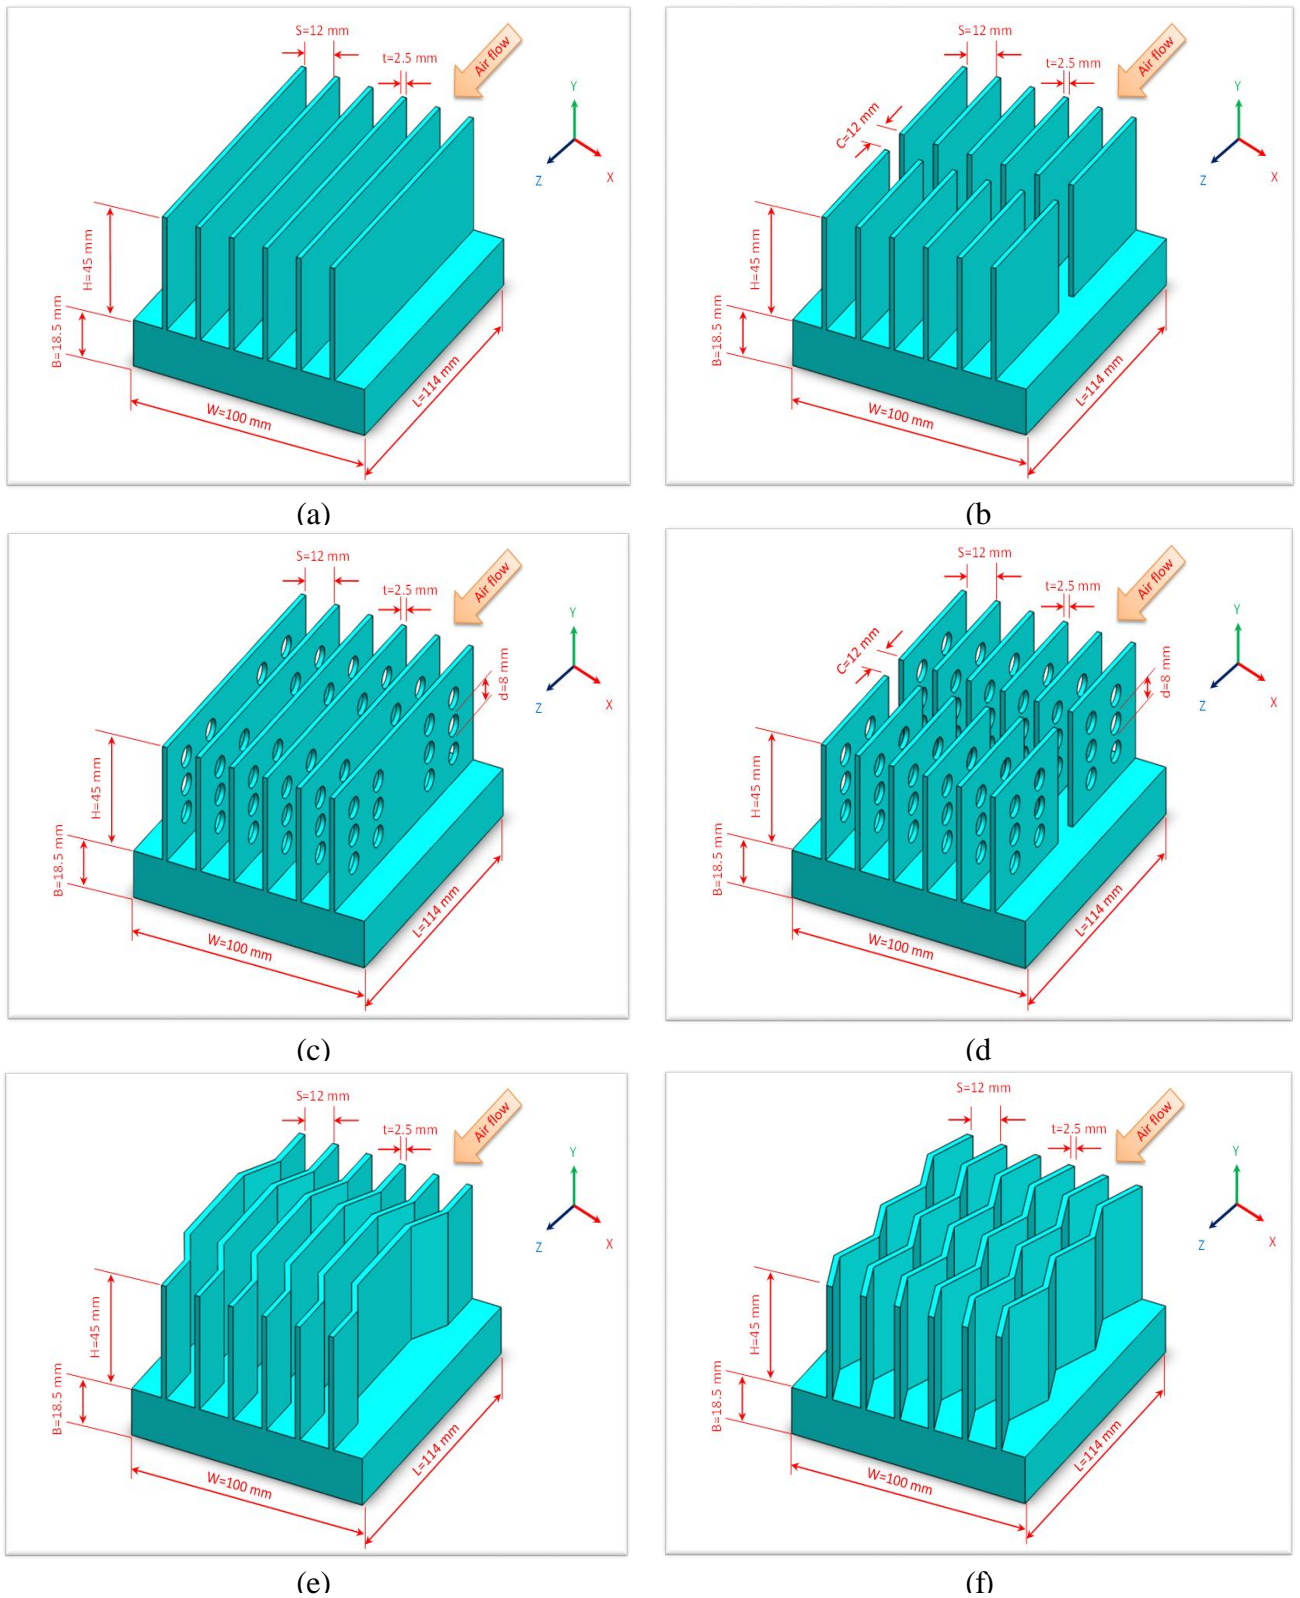 S=12 mm
t=2.5 mm
Air flow
Y
Z
X
H=45 mm
B=18.5 mm
W=100 mm
L=114 mm
(a)
S=12 mm
t=2.5 mm
Air flow
C=12 mm
Y
Z
X
H=45 mm
B=18.5 mm
W=100 mm
L=114 mm
(b
S=12 mm
t=2.5 mm
Air flow
d=8 mm
Y
Z
X
H=45 mm
B=18.5 mm
W=100 mm
L=114 mm
(c)
S=12 mm
t=2.5 mm
Air flow
C=12 mm
d=8 mm
Y
Z
X
H=45 mm
B=18.5 mm
W=100 mm
L=114 mm
(d
S=12 mm
t=2.5 mm
Air flow
Y
Z
X
H=45 mm
B=18.5 mm
W=100 mm
L=114 mm
(e)
S=12 mm
t=2.5 mm
Air flow
Y
Z
X
H=45 mm
B=18.5 mm
W=100 mm
L=114 mm
(f)